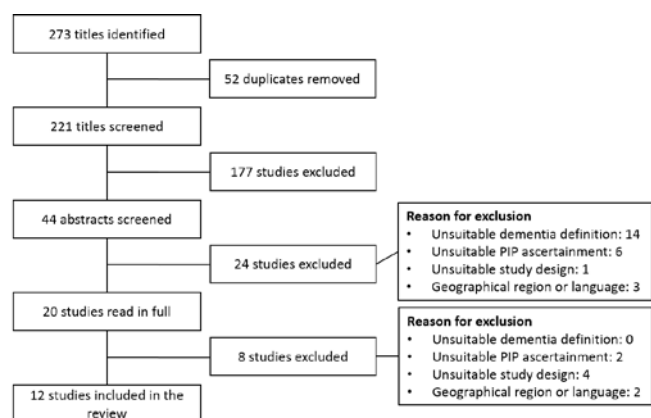 273 titles identified
52 duplicates removed
221 titles screened
177 studies excluded
44 abstracts screened
24 studies excluded
Reason for exclusion
• Unsuitable dementia definition: 14
• Unsuitable PIP ascertainment: 6
• Unsuitable study design: 1
• Geographical region or language: 3
20 studies read in full
8 studies excluded
Reason for exclusion
• Unsuitable dementia definition: 0
• Unsuitable PIP ascertainment: 2
• Unsuitable study design: 4
• Geographical region or language: 2
12 studies included in the
review